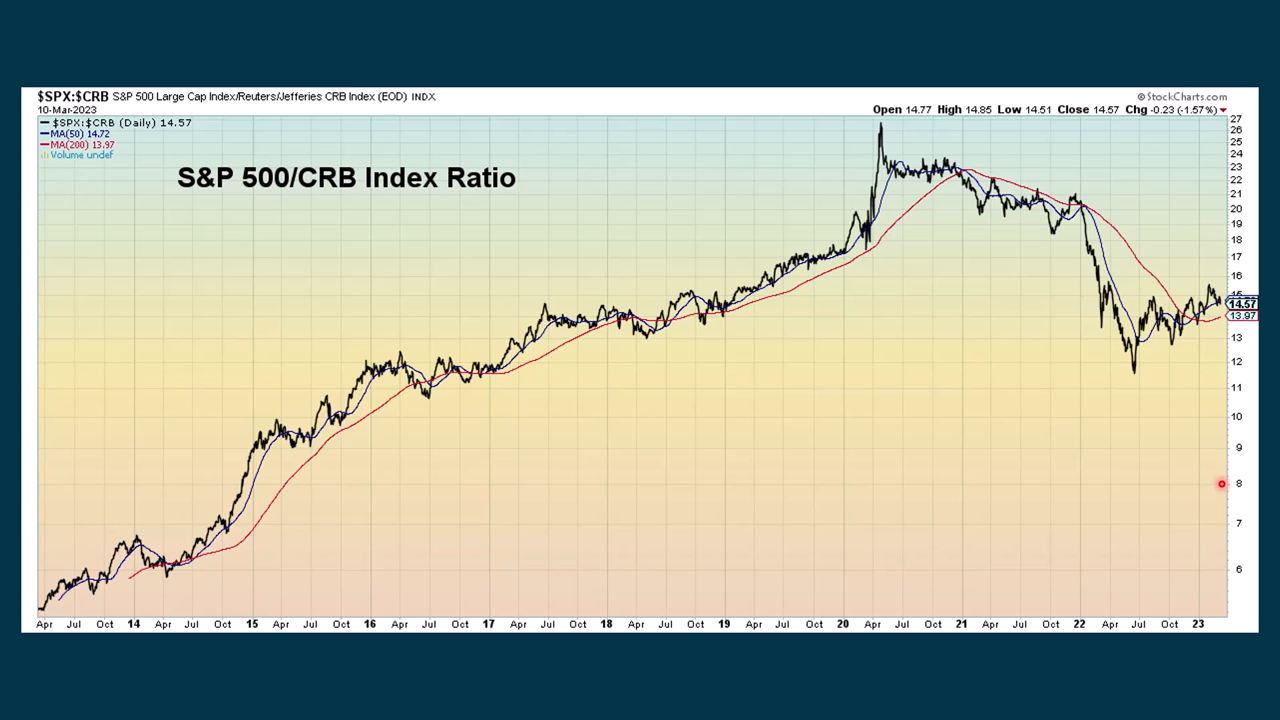 $SPX:$CRB S&P 500 Large Cap Index/Reuters/Jefferies CRB Index (EOD) INDX
© StockCharts.com
10-Mar-2023
Open 14.77 High 14.85 Low 14.51 Close 14.57 Chg -0.23 (-1.57%)
$SPX:$CRB (Daily) 14.57
MA(50) 14.72
MA(200) 13.97
Volume undef
S&P 500/CRB Index Ratio
27
26
25
24
23
22
21
20
19
18
17
16
15
14.57
13.97
13
12
11
10
9
8
7
6
Apr Jul Oct 14 Apr Jul Oct 15 Apr Jul Oct 16 Apr Jul Oct 17 Apr Jul Oct 18 Apr Jul Oct 19 Apr Jul Oct 20 Apr Jul Oct 21 Apr Jul Oct 22 Apr Jul Oct 23